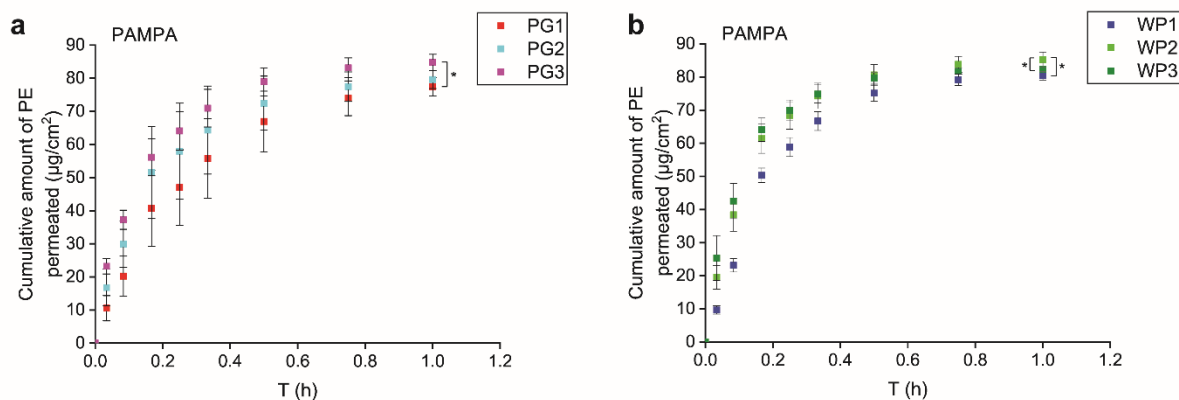 a
PAMPA
PG1
PG2
PG3
*
90
80
70
60
50
40
30
20
10
0
0.0 0.2 0.4 0.6 0.8 1.0 1.2
Cumulative amount of PE
permeated (µg/cm²)
T (h)
b
PAMPA
WP1
WP2
WP3
* *
90
80
70
60
50
40
30
20
10
0
0.0 0.2 0.4 0.6 0.8 1.0 1.2
Cumulative amount of PE
permeated (µg/cm²)
T (h)